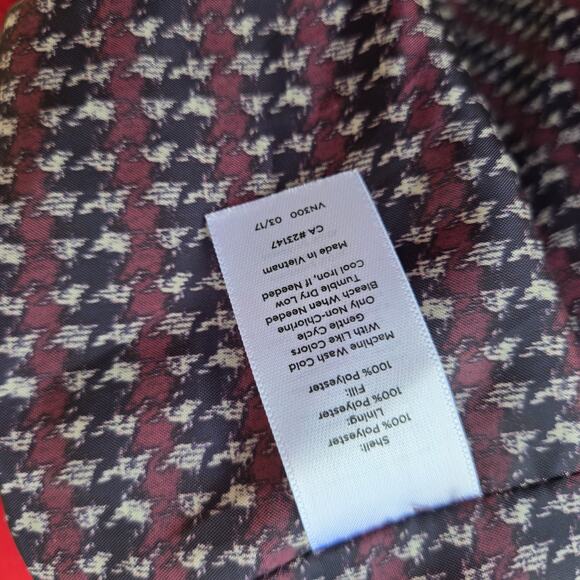 Shell:
100% Polyester
Lining:
100% Polyester
Fill:
100% Polyester
Machine Wash Cold
With Like Colors
Gentle Cycle
Only Non-Chlorine
Bleach When Needed
Tumble Dry Low
Cool Iron, If Needed
Made in Vietnam
CA #23147
VN300 03/17